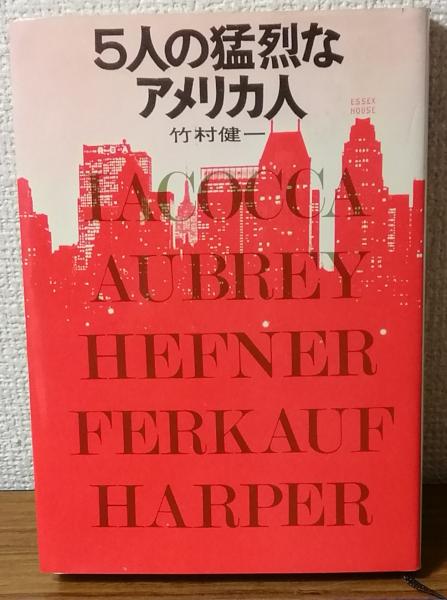 5人の猛烈な
アメリカ人
竹村健一
ESSEX
HOUSE
RCA
IACOCCA
AUBREY
HEFNER
FERKAUF
HARPER